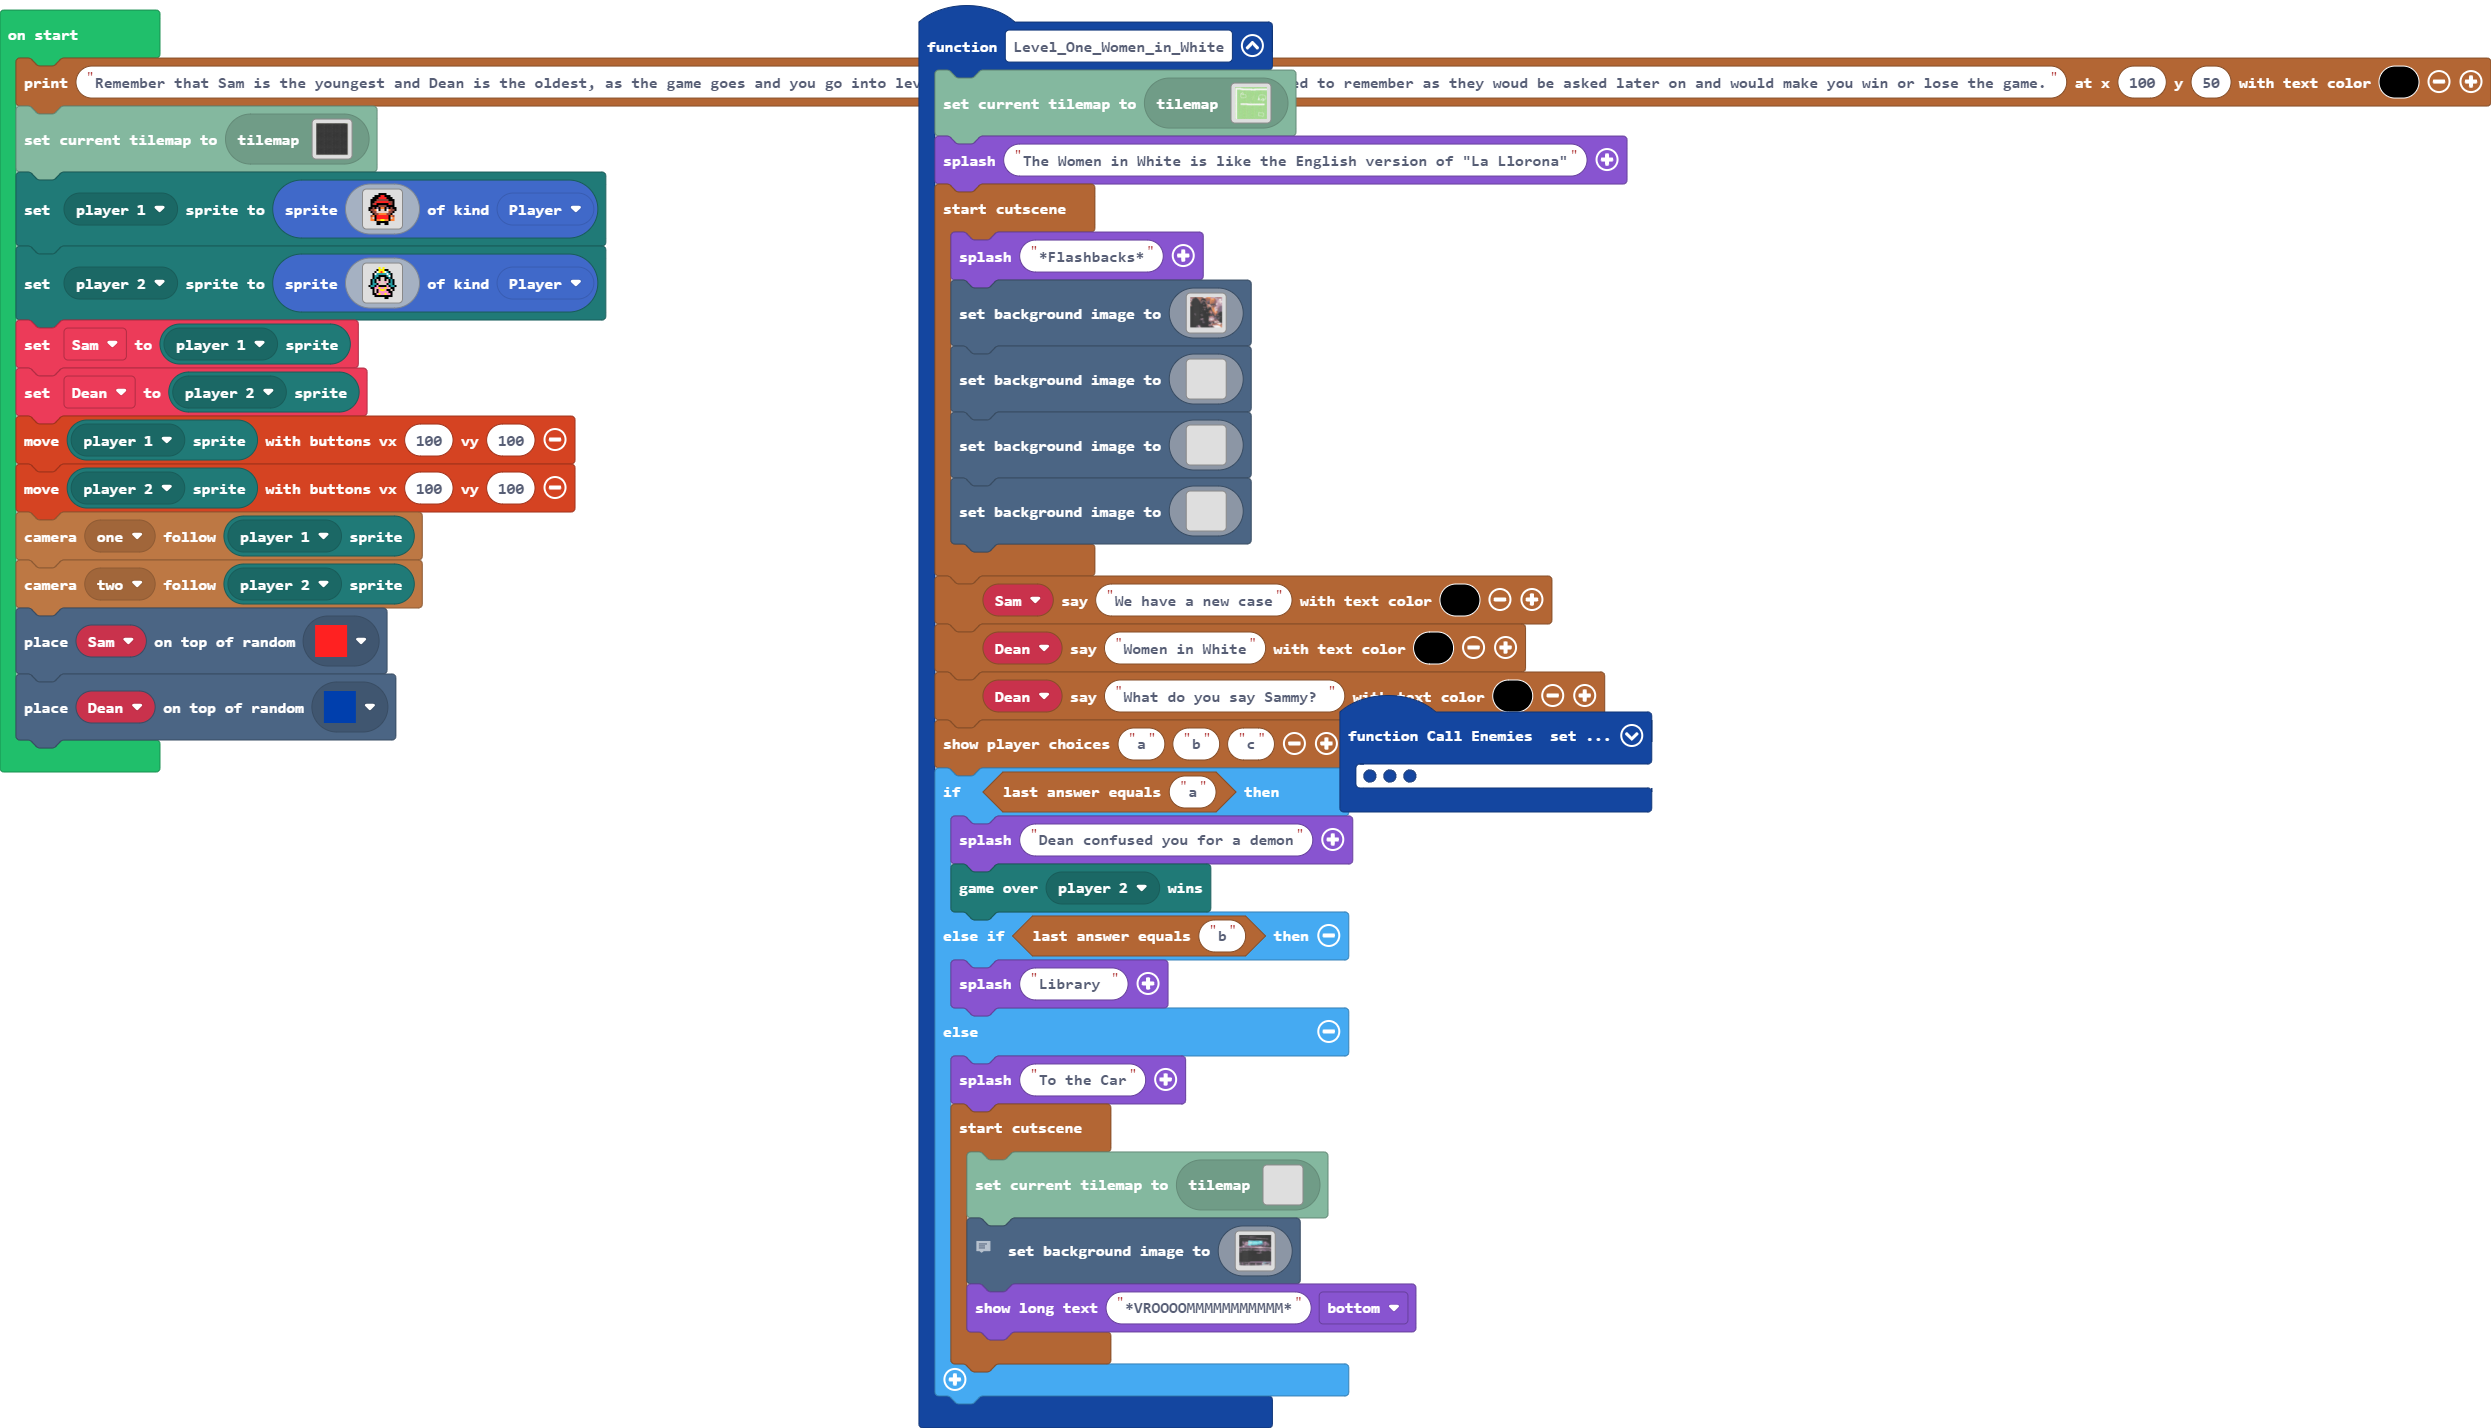 on start
print "Remember that Sam is the youngest and Dean is the oldest, as the game goes and you go into
ed to remember as they woud be asked later on and would make you win or lose the game." at x 100 y 50 with text color
set current tilemap to tilemap
set player 1 sprite to sprite of kind Player
set player 2 sprite to sprite of kind Player
set Sam to player 1 sprite
set Dean to player 2 sprite
move player 1 sprite with buttons vx 100 vy 100
move player 2 sprite with buttons vx 100 vy 100
camera one follow player 1 sprite
camera two follow player 2 sprite
place Sam on top of random
place Dean on top of random
function Level_One_Women_in_White
set current tilemap to tilemap
splash "The Women in White is like the English version of "La Llorona""
start cutscene
splash "*Flashbacks*"
set background image to
set background image to
set background image to
set background image to
Sam say "We have a new case" with text color
Dean say "Women in White" with text color
Dean say "What do you say Sammy? " with text color
show player choices "a" "b" "c"
if last answer equals "a" then
splash "Dean confused you for a demon"
game over player 2 wins
else if last answer equals "b" then
splash "Library "
else
splash "To the Car"
start cutscene
set current tilemap to tilemap
set background image to
show long text "*VROOOOMMMMMMMMMMM*" bottom
function Call Enemies set ...